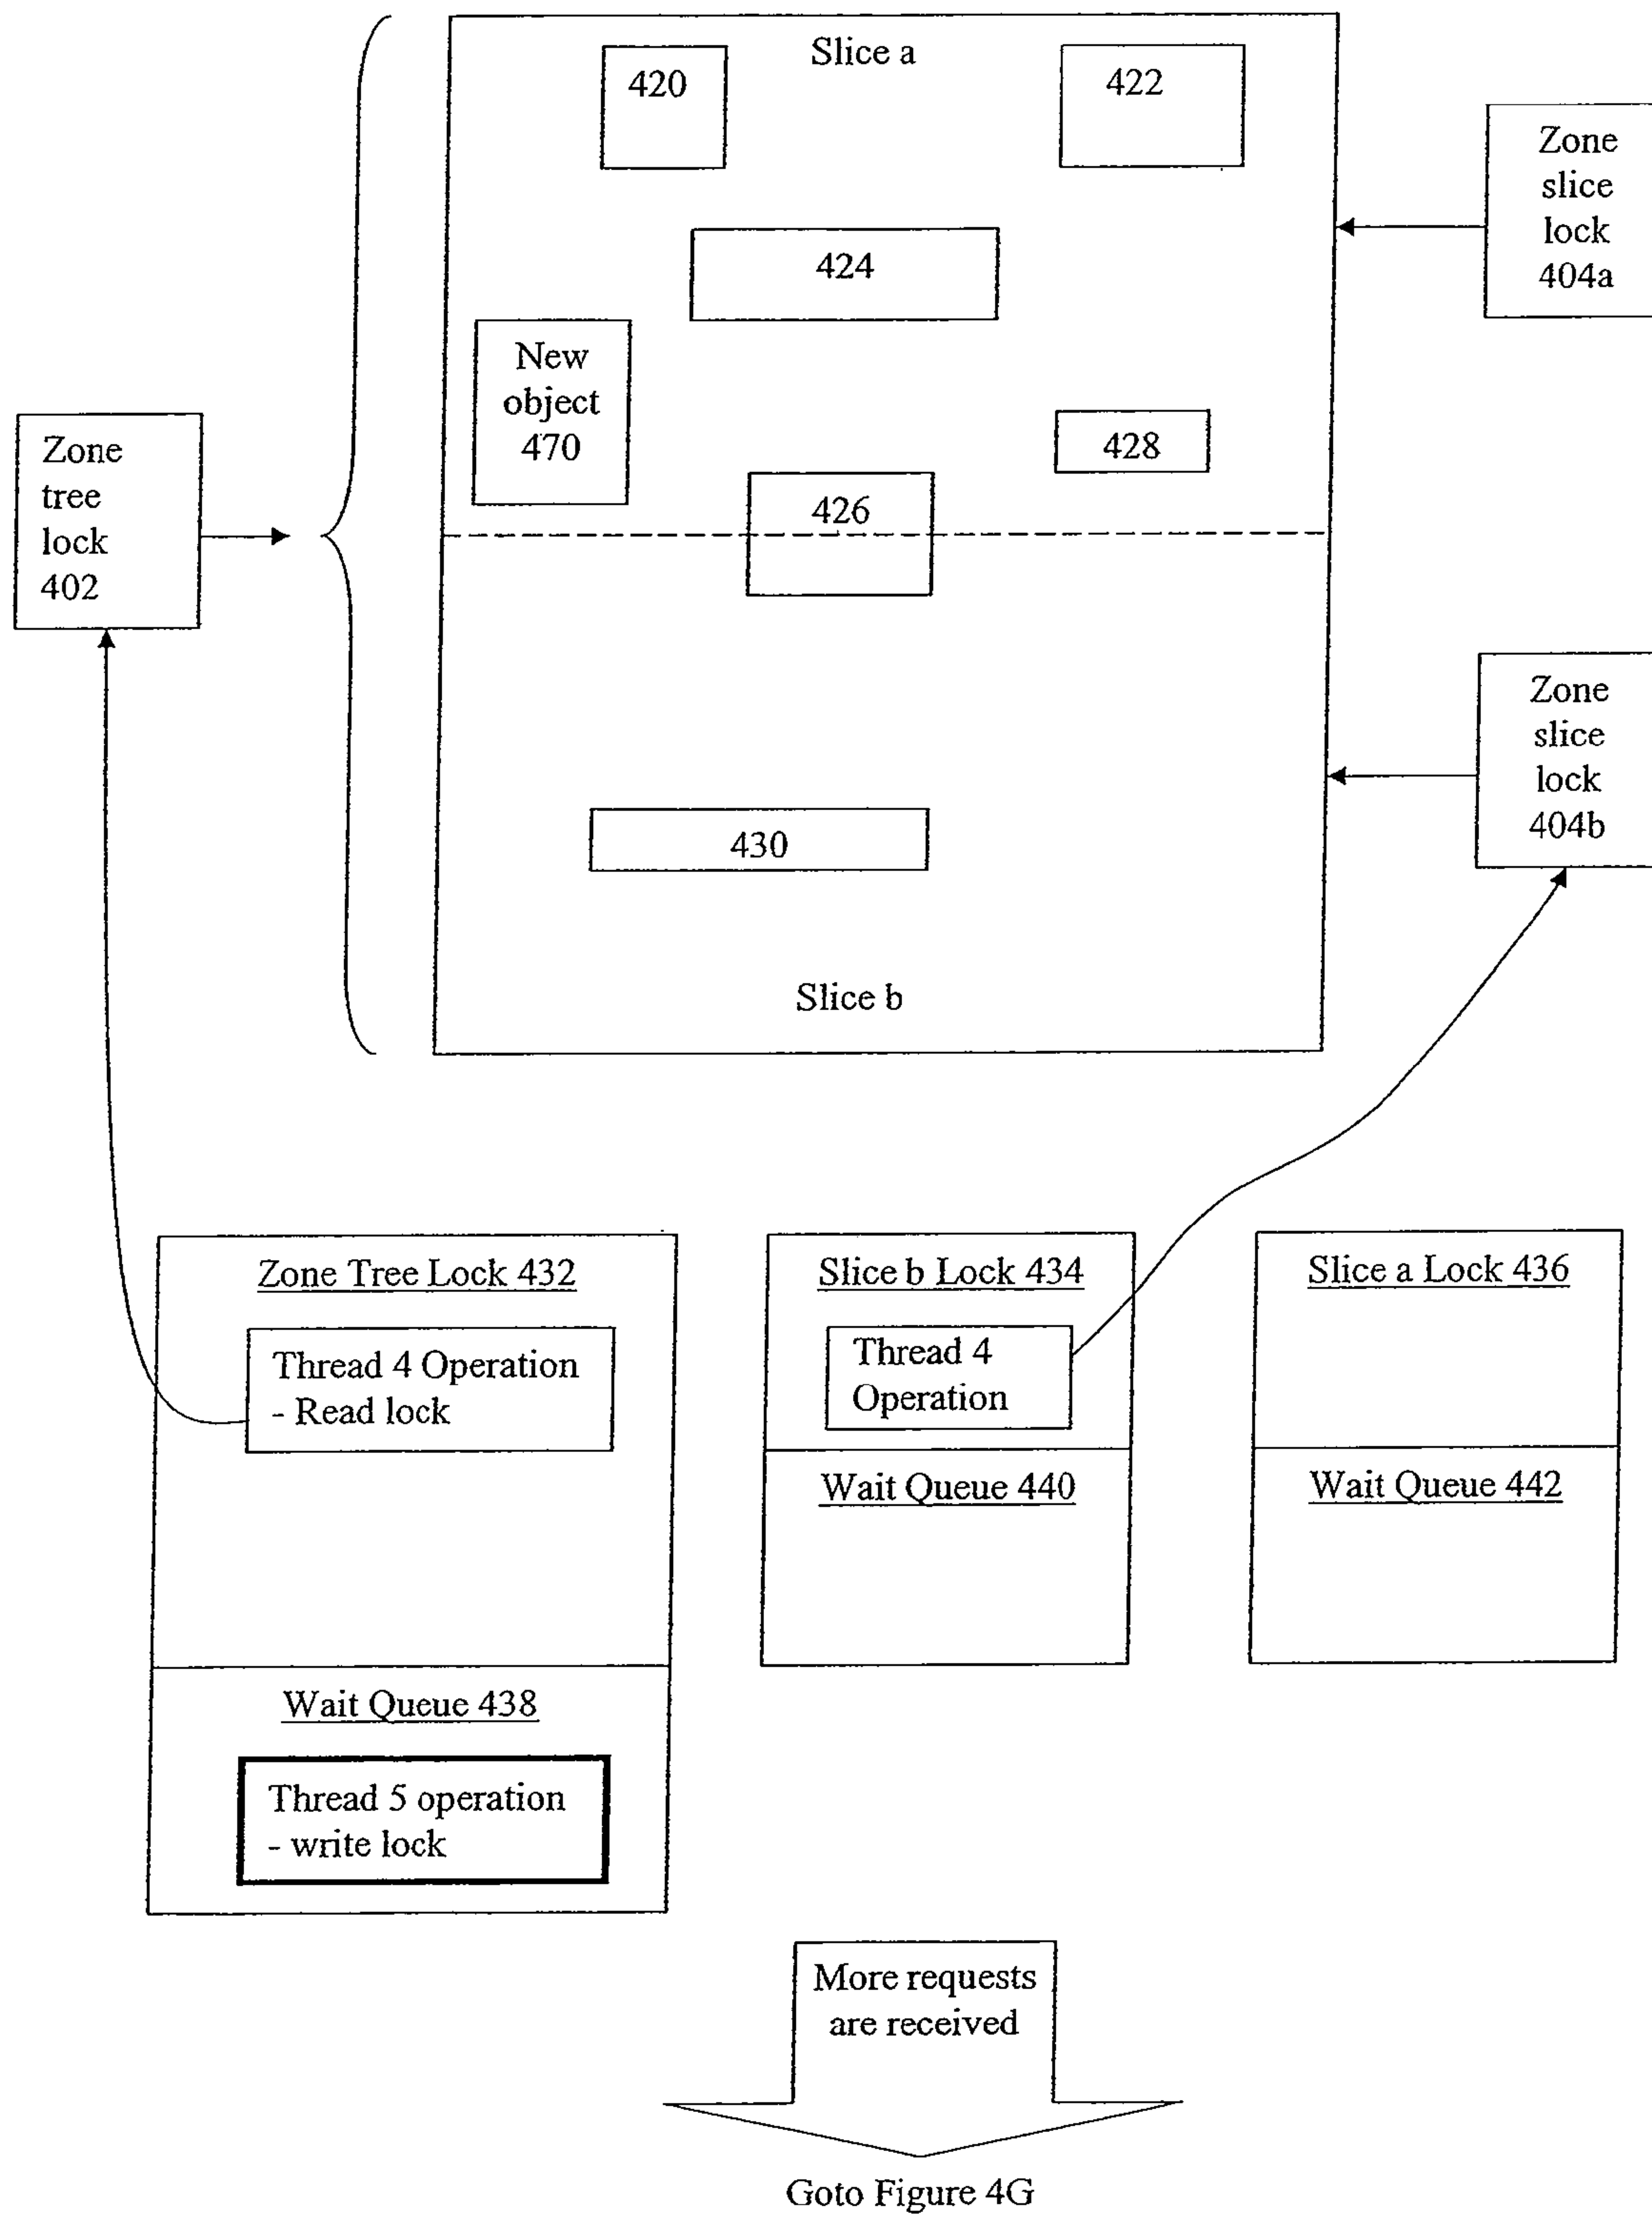 Slice a
420
422
Zone
slice
lock
404a
424
New
object
470
428
Zone
tree
lock
402
426
Zone
slice
lock
404b
430
Slice b
Zone Tree Lock 432
Thread 4 Operation
- Read lock
Wait Queue 438
Thread 5 operation
- write lock
Slice b Lock 434
Thread 4
Operation
Wait Queue 440
Slice a Lock 436
Wait Queue 442
More requests
are received
Goto Figure 4G